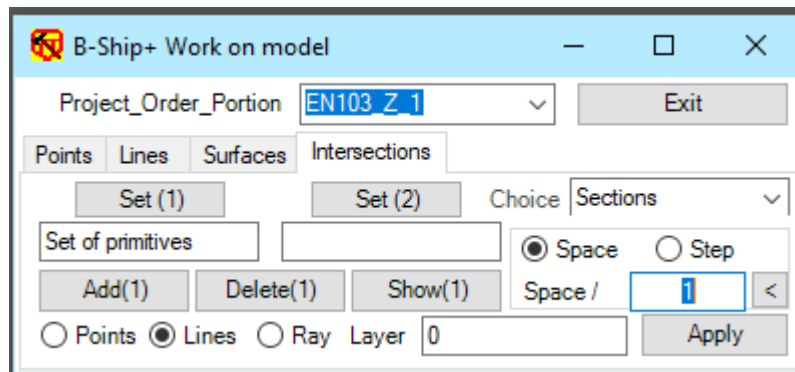 B-Ship+ Work on model
Project_Order_Portion EN103_Z_1 Exit
Points Lines Surfaces Intersections
Set (1) Set (2) Choice Sections
Set of primitives Space Step
Add(1) Delete(1) Show(1) Space / 1 <
Points Lines Ray Layer 0 Apply